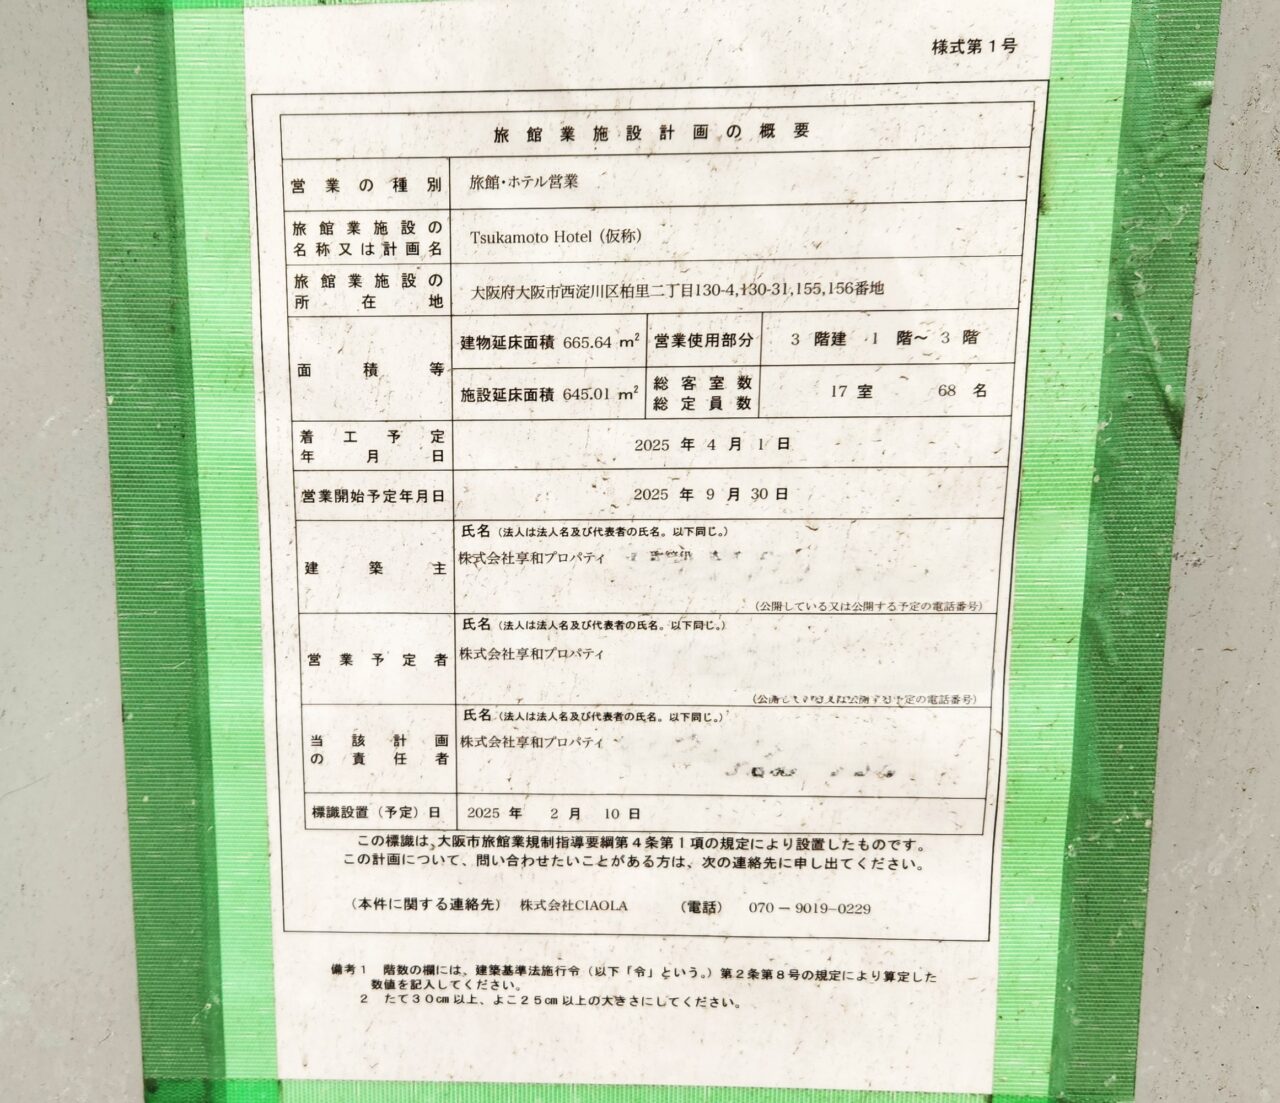 様式第1号
旅館業施設計画の概要
営業の種別 旅館・ホテル営業
旅館業施設の
名称又は計画名
Tsukamoto Hotel (仮称)
旅館業施設の
所在地
大阪府大阪市西淀川区柏里二丁目130-4,130-31,155,156番地
面積等
建物延床面積 665.64 m² 営業使用部分 3 階建 1 階～ 3 階
施設延床面積 645.01 m²
総客室数
総定員数
17 室 68 名
着工予定
年月日
2025 年 4 月 1 日
営業開始予定年月日 2025 年 9 月 30 日
建築主
氏名（法人は法人名及び代表者の氏名。以下同じ。）
株式会社享和プロパティ
（公開している又は公開する予定の電話番号）
営業予定者
氏名（法人は法人名及び代表者の氏名。以下同じ。）
株式会社享和プロパティ
予定の電話番号）
当該計画
の責任者
氏名（法人は法人名及び代表者の氏名。以下同じ。）
株式会社享和プロパティ
標識設置（予定）日 2025 年 2 月 10 日
この標識は、大阪市旅館業規制指導要綱第4条第1項の規定により設置したものです。
この計画について、問い合わせたいことがある方は、次の連絡先に申し出てください。
（本件に関する連絡先） 株式会社CIAOLA （電話） 070－9019－0229
備考1 階数の欄には、建築基準法施行令（以下「令」という。）第2条第8号の規定により算定した
数値を記入してください。
2 たて30cm以上、よこ25cm以上の大きさにしてください。